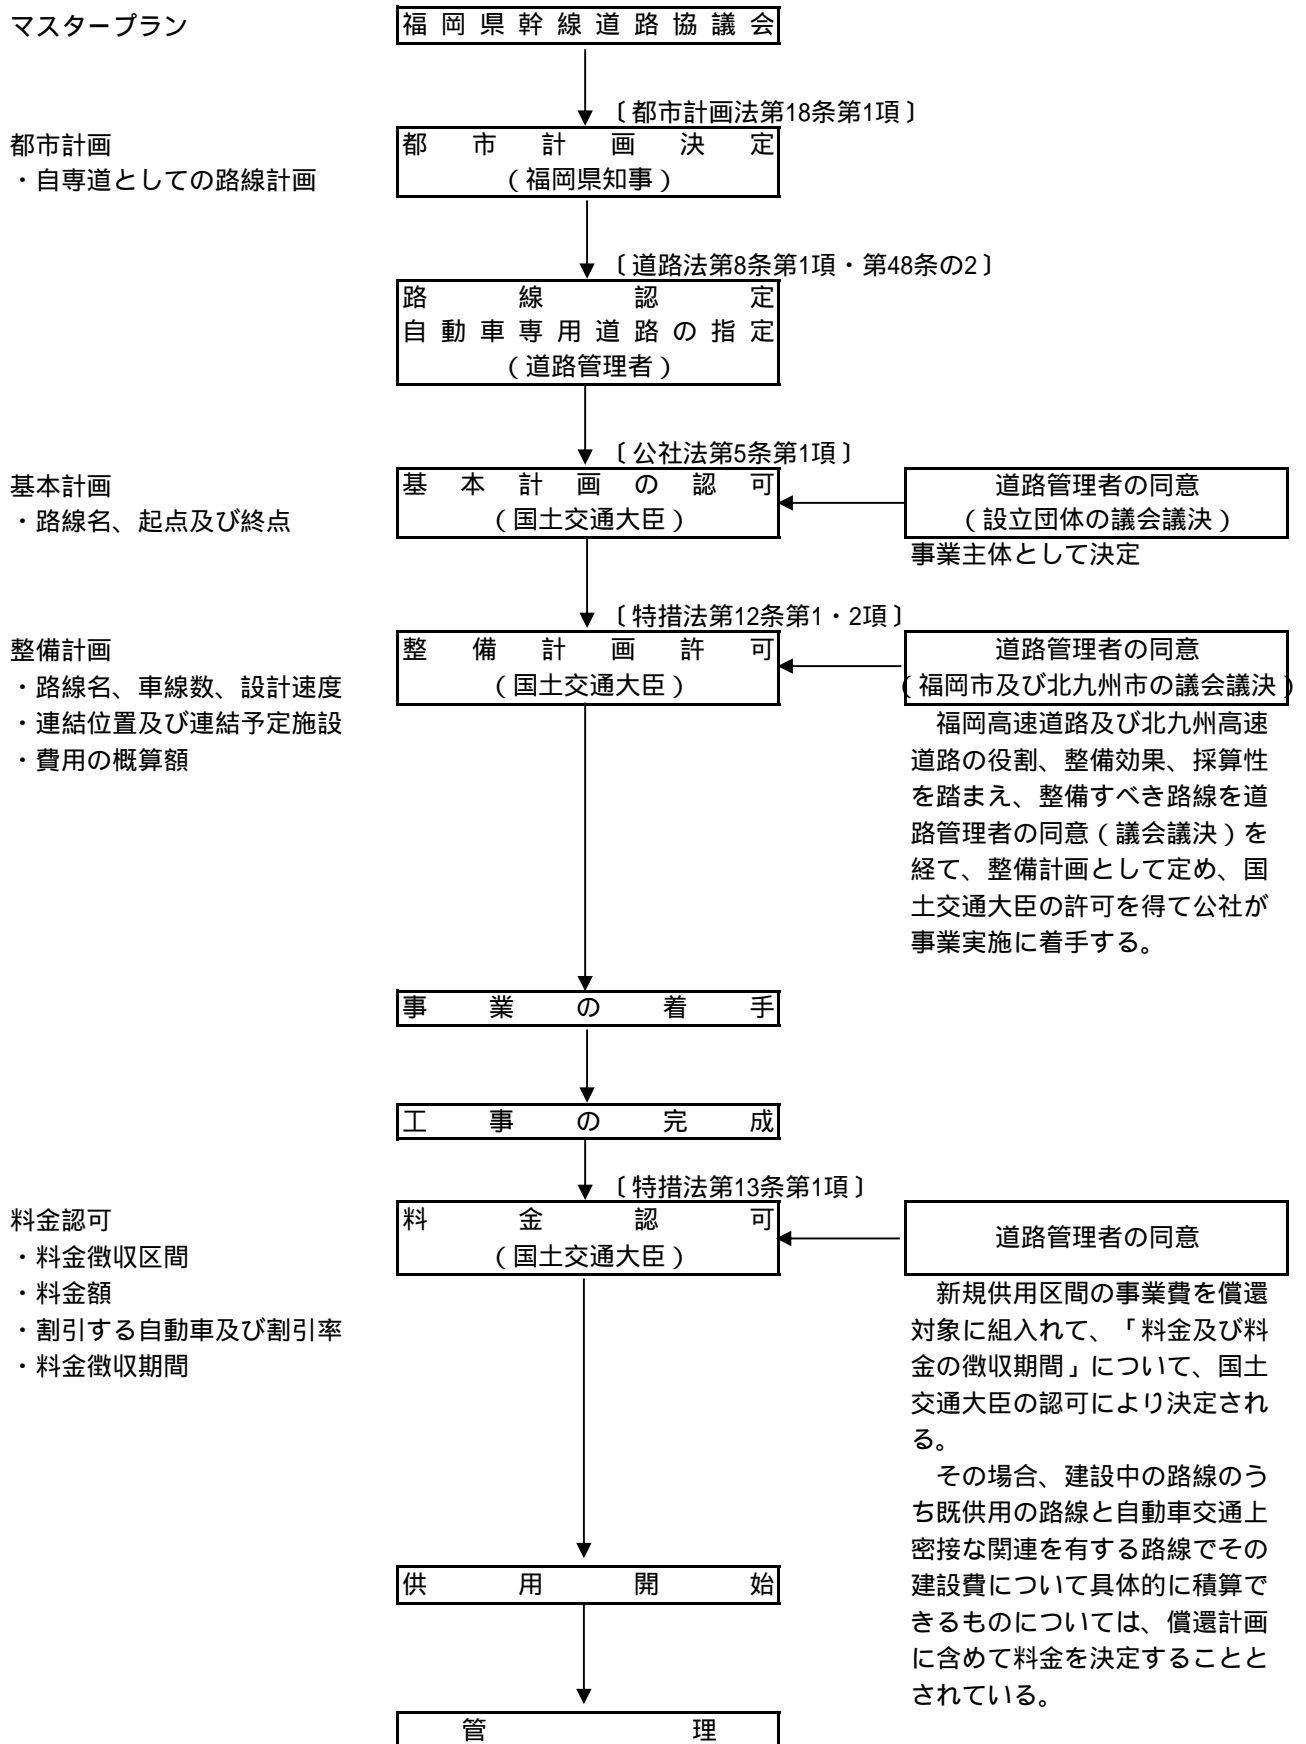 マスタープラン
福岡県幹線道路協議会
〔都市計画法第18条第1項〕
都市計画
・自専道としての路線計画
都市計画決定
(福岡県知事)
〔道路法第8条第1項・第48条の2〕
路線認定
自動車専用道路の指定
(道路管理者)
〔公社法第5条第1項〕
基本計画
・路線名、起点及び終点
基本計画の認可
(国土交通大臣)
道路管理者の同意
(設立団体の議会議決)
事業主体として決定
〔特措法第12条第1・2項〕
整備計画
・路線名、車線数、設計速度
・連結位置及び連結予定施設
・費用の概算額
整備計画許可
(国土交通大臣)
道路管理者の同意
(福岡市及び北九州市の議会議決)
福岡高速道路及び北九州高速
道路の役割、整備効果、採算性
を踏まえ、整備すべき路線を道
路管理者の同意(議会議決)を
経て、整備計画として定め、国
土交通大臣の許可を得て公社が
事業実施に着手する。
事業の着手
工事の完成
〔特措法第13条第1項〕
料金認可
・料金徴収区間
・料金額
・割引する自動車及び割引率
・料金徴収期間
料金認可
(国土交通大臣)
道路管理者の同意
新規供用区間の事業費を償還
対象に組入れて、「料金及び料
金の徴収期間」について、国土
交通大臣の認可により決定され
る。
その場合、建設中の路線のう
ち既供用の路線と自動車交通上
密接な関連を有する路線でその
建設費について具体的に積算で
きるものについては、償還計画
に含めて料金を決定することと
されている。
供用開始
管理